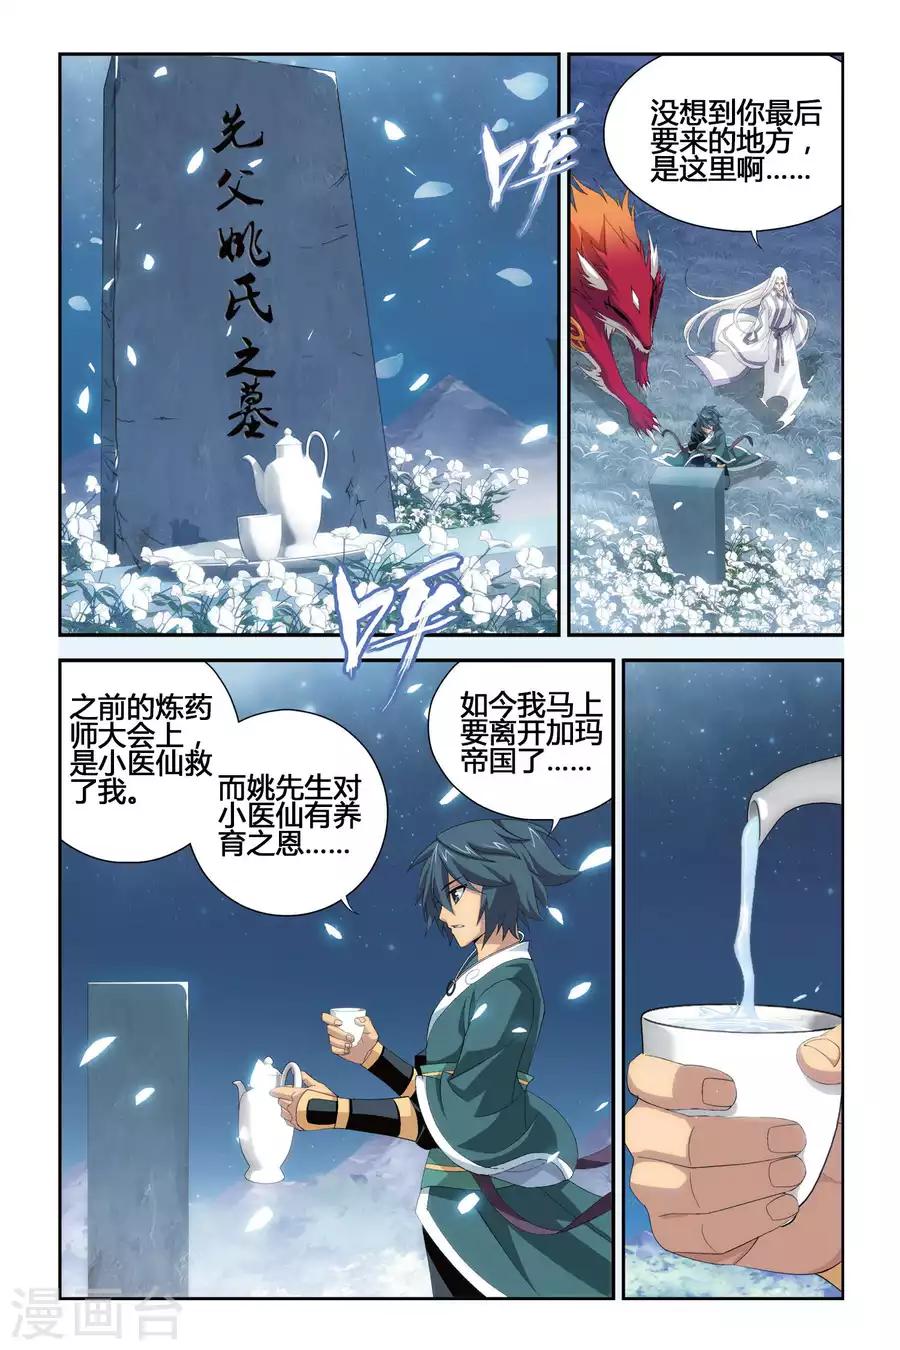 先父姚氏之墓
呯
没想到你最后
要来的地方，
是这里啊……
呯
之前的炼药
师大会上，
是小医仙救
了我。
而姚先生对
小医仙有养
育之恩……
如今我马上
要离开加玛
帝国了……
漫画台